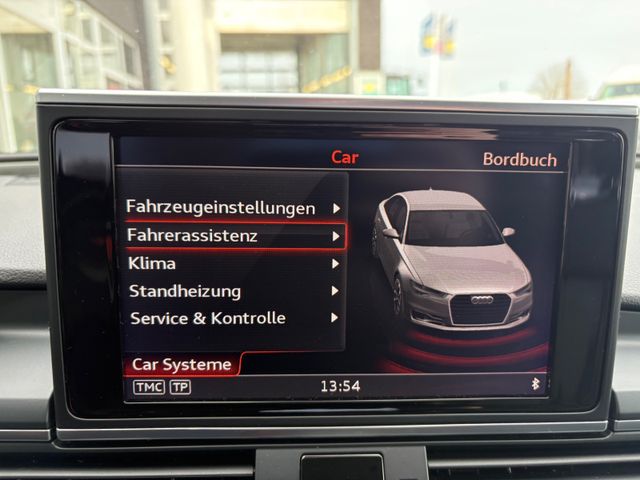 Car
Bordbuch
Fahrzeugeinstellungen
Fahrerassistenz
Klima
Standheizung
Service & Kontrolle
Car Systeme
TMC TP
13:54